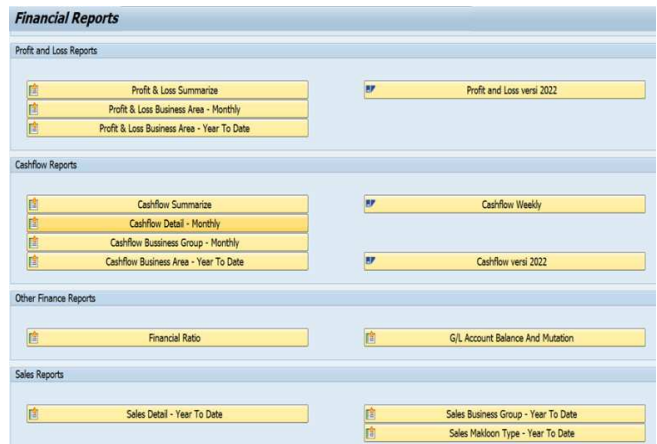 Financial Reports
Profit and Loss Reports
Profit & Loss Summarize
Profit and Loss versi 2022
Profit & Loss Business Area - Monthly
Profit & Loss Business Area - Year To Date
Cashflow Reports
Cashflow Summarize
Cashflow Weekly
Cashflow Detail - Monthly
Cashflow Bussiness Group - Monthly
Cashflow Business Area - Year To Date
Cashflow versi 2022
Other Finance Reports
Financial Ratio
G/L Account Balance And Mutation
Sales Reports
Sales Detail - Year To Date
Sales Business Group - Year To Date
Sales Makloon Type - Year To Date